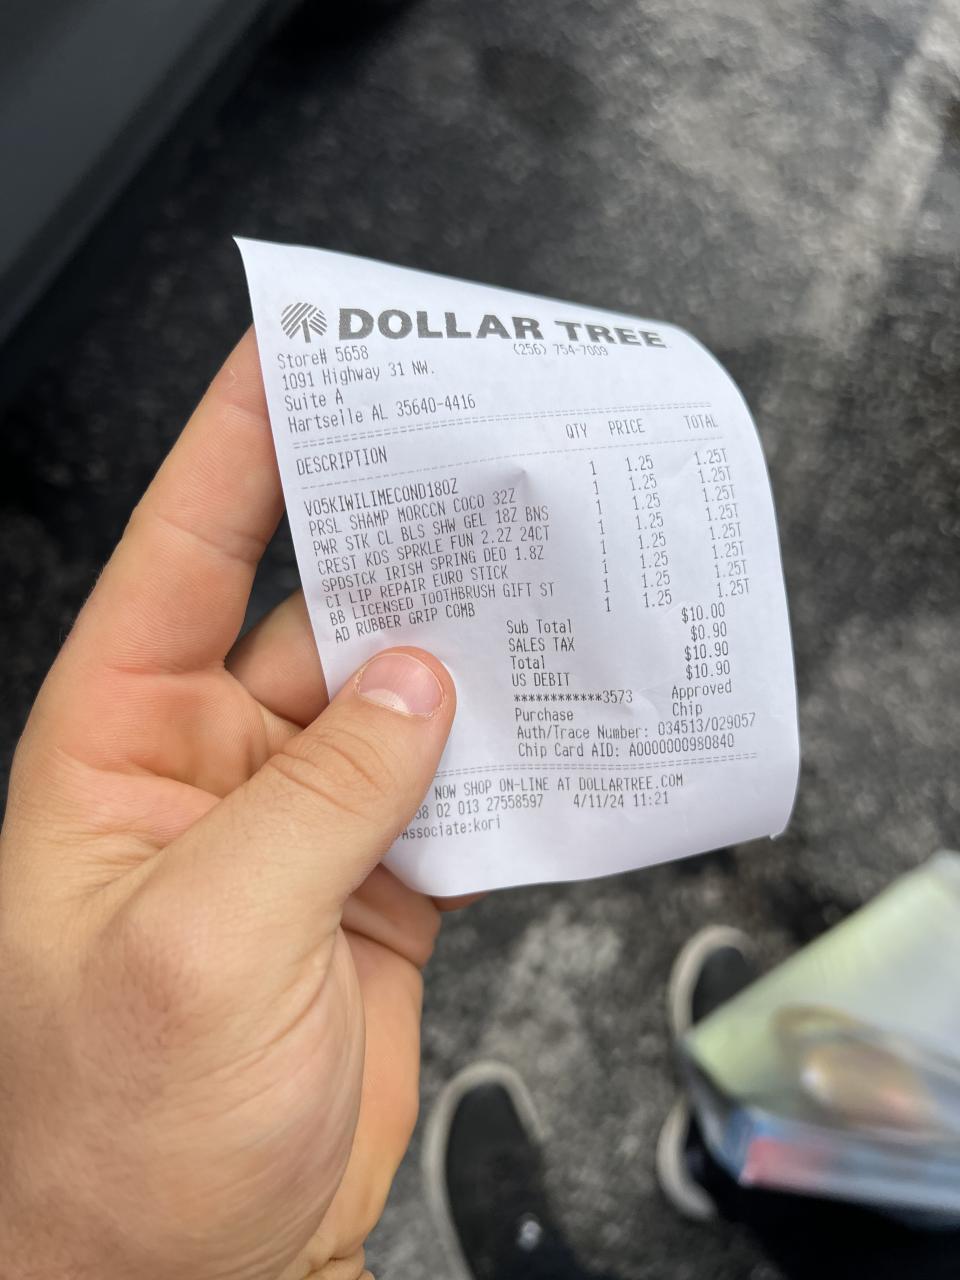 DOLLAR TREE
Store# 5658 (256) 754-7009
1091 Highway 31 NW.
Suite A
Hartselle AL 35640-4416
DESCRIPTION QTY PRICE TOTAL
VO5KIWILIMECOND18OZ 1 1.25 1.25T
PRSL SHAMP MORCCN COCO 32Z 1 1.25 1.25T
PWR STK CL BLS SHW GEL 18Z BNS 1 1.25 1.25T
CREST KDS SPRKLE FUN 2.2Z 24CT 1 1.25 1.25T
SPDSTCK IRISH SPRING DEO 1.8Z 1 1.25 1.25T
CI LIP REPAIR EURO STICK 1 1.25 1.25T
BB LICENSED TOOTHBRUSH GIFT ST 1 1.25 1.25T
AD RUBBER GRIP COMB 1 1.25 1.25T
Sub Total $10.00
SALES TAX $0.90
Total $10.90
US DEBIT $10.90
************3573 Approved
Purchase Chip
Auth/Trace Number: 034513/029057
Chip Card AID: A0000000980840
NOW SHOP ON-LINE AT DOLLARTREE.COM
02 013 27558597 4/11/24 11:21
Associate:kori